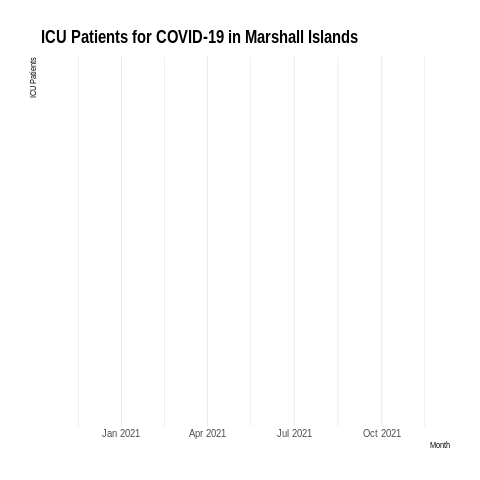 ICU Patients for COVID-19 in Marshall Islands
ICU Patients
Jan 2021 Apr 2021 Jul 2021 Oct 2021
Month